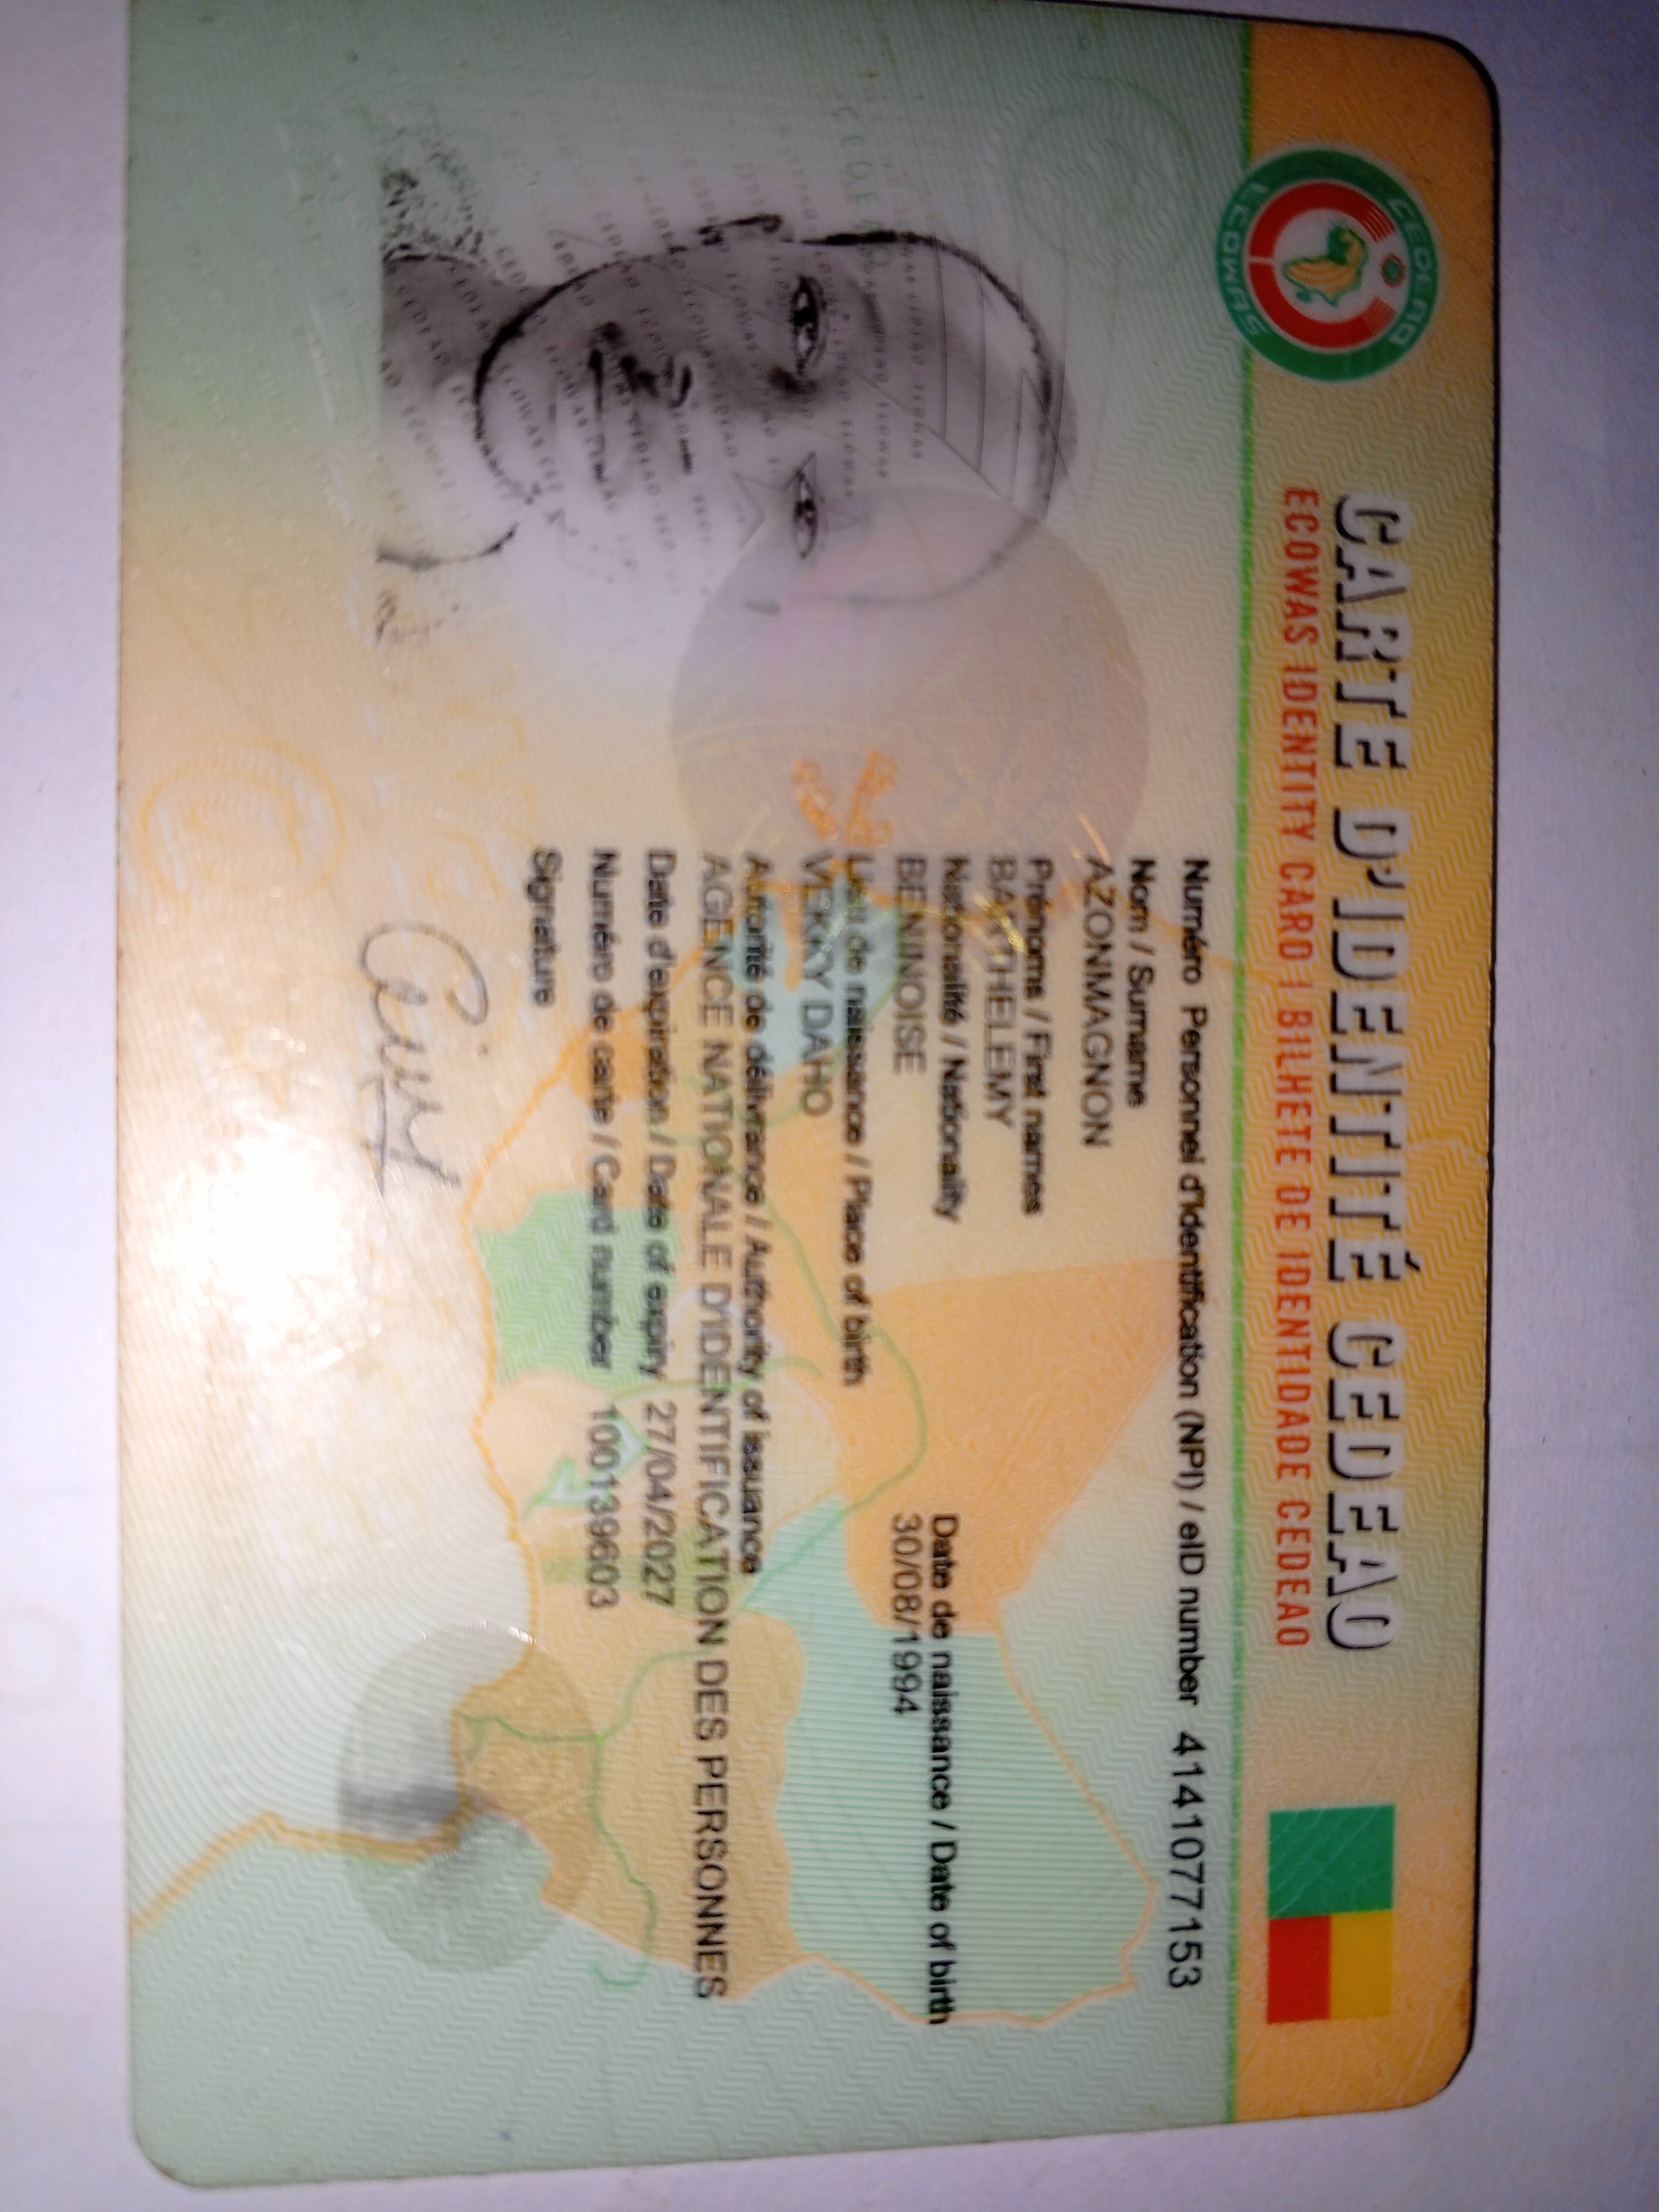 CARTE D'IDENTITÉ CEDEAO
ECOWAS IDENTITY CARD / BILHETE DE IDENTIDADE CEDEAO
CEDEAO
ECOWAS
Numéro Personnel d'Identification (NPI) / eID number 4141077153
Nom / Surname
AZONMAGNON
Prénoms / First names
BARTHELEMY
Nationalité / Nationality
BENINOISE
Date de naissance / Date of birth
30/08/1994
Lieu de naissance / Place of birth
VEKKY DAHO
Autorité de délivrance / Authority of issuance
AGENCE NATIONALE D'IDENTIFICATION DES PERSONNES
Date d'expiration / Date of expiry 27/04/2027
Numéro de carte / Card number 100139603
Signature